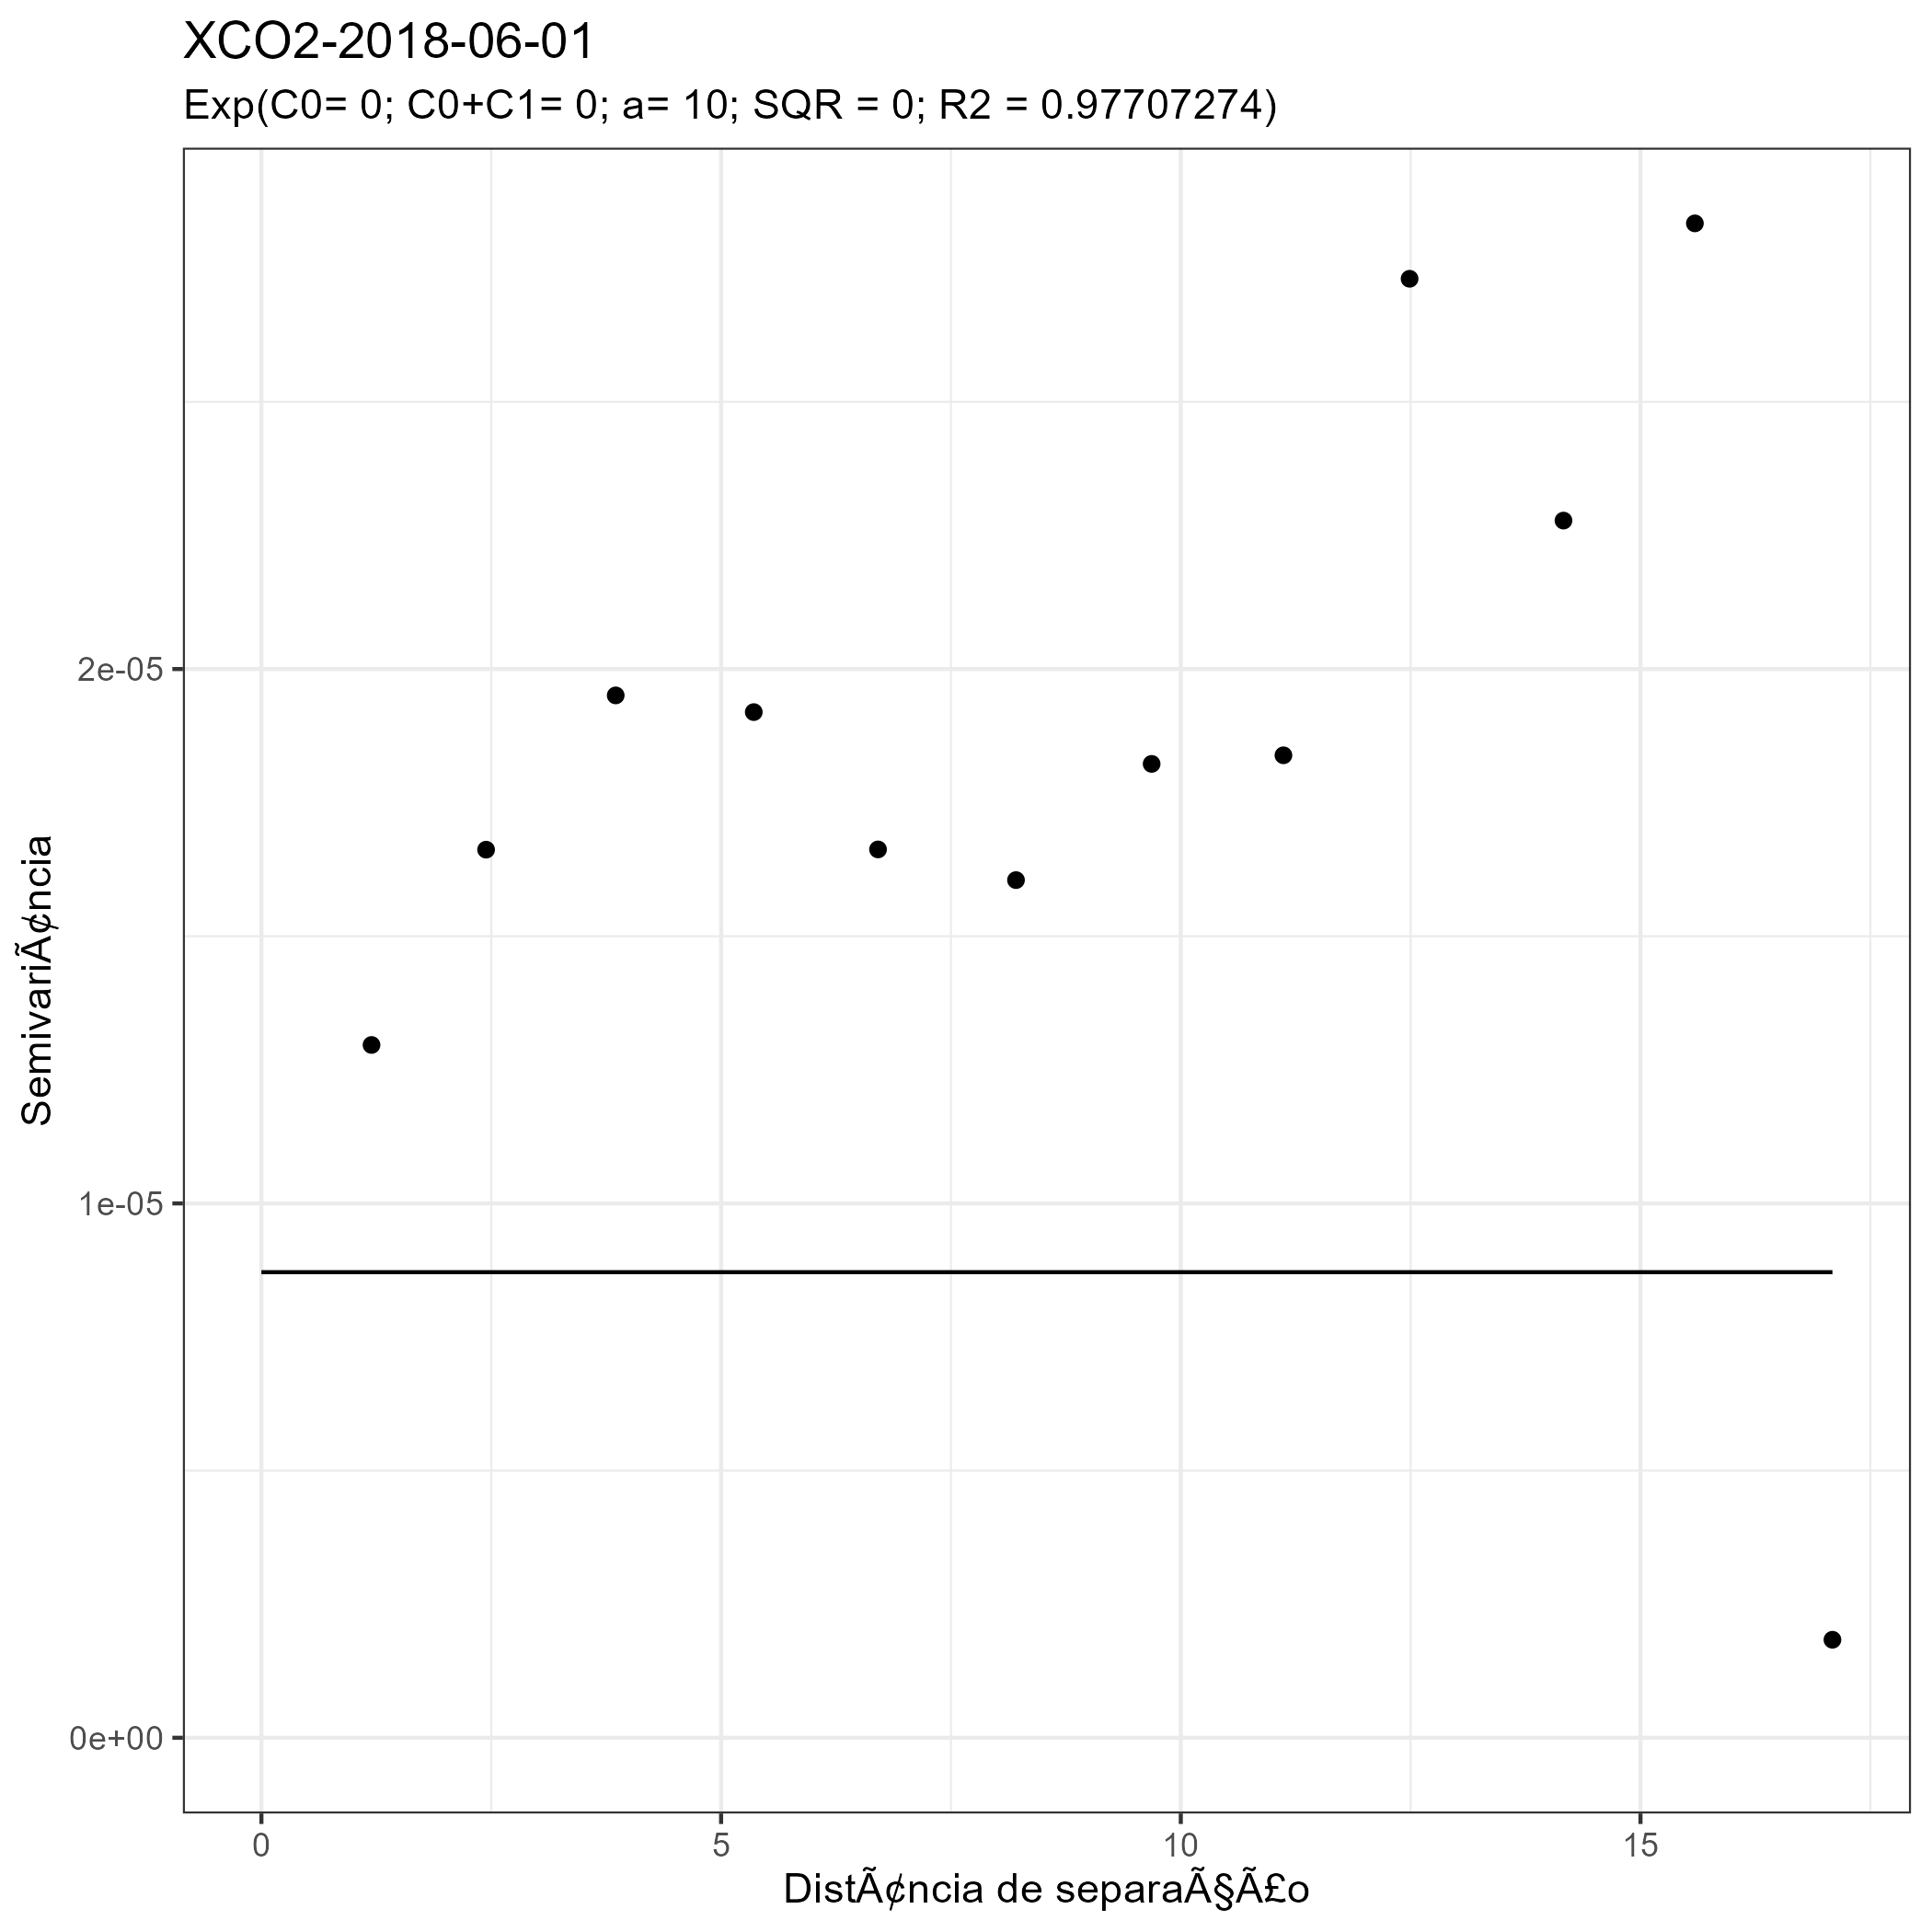 XCO2-2018-06-01
Exp(C0= 0; C0+C1= 0; a= 10; SQR = 0; R2 = 0.97707274)
SemivariÃ¢ncia
2e-05
1e-05
0e+00
0
5
10
15
DistÃ¢ncia de separaÃ§Ã£o